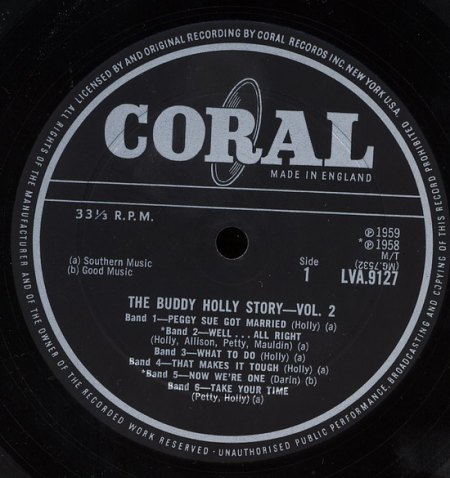 ALL RIGHTS OF THE MANUFACTURER AND OF THE OWNER OF THE RECORDED WORK RESERVED - UNAUTHORISED PUBLIC PERFORMANCE, BROADCASTING AND COPYING OF THIS RECORD PROHIBITED
LICENSED BY AND ORIGINAL RECORDING BY CORAL RECORDS INC. NEW YORK U.S.A.
CORAL
MADE IN ENGLAND
33⅓ R.P.M.
℗1959
*℗1958
M/T
(MG.7532)
(a) Southern Music
(b) Good Music
Side
1
LVA.9127
THE BUDDY HOLLY STORY—VOL. 2
Band 1—PEGGY SUE GOT MARRIED (Holly) (a)
*Band 2—WELL . . . ALL RIGHT
(Holly, Allison, Petty, Mauldin) (a)
Band 3—WHAT TO DO (Holly) (a)
Band 4—THAT MAKES IT TOUGH (Holly) (a)
*Band 5—NOW WE'RE ONE (Darin) (b)
Band 6—TAKE YOUR TIME
(Petty, Holly) (a)